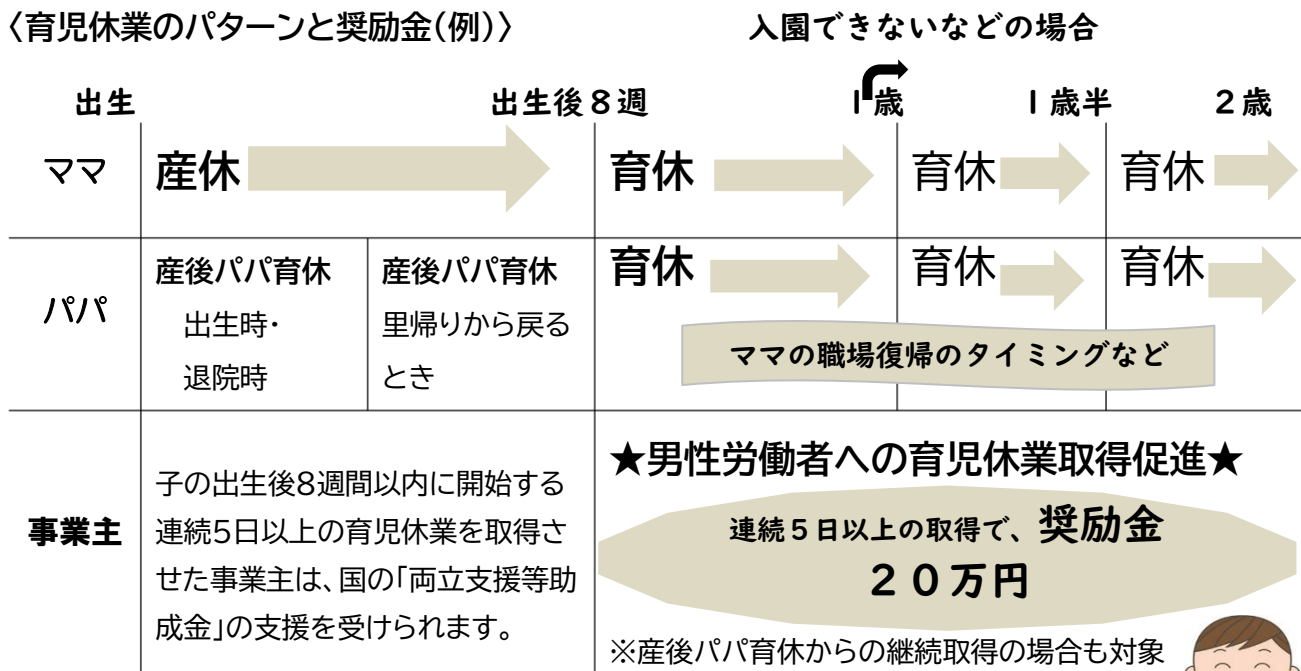 〈育児休業のパターンと奨励金(例)〉
入園できないなどの場合
出生 出生後8週 1歳 1歳半 2歳
ママ 産休 育休 育休 育休
パパ
産後パパ育休
出生時・
退院時
産後パパ育休
里帰りから戻る
とき
育休 育休 育休
ママの職場復帰のタイミングなど
事業主
子の出生後8週間以内に開始する
連続5日以上の育児休業を取得さ
せた事業主は、国の「両立支援等助
成金」の支援を受けられます。
★男性労働者への育児休業取得促進★
連続5日以上の取得で、奨励金
20万円
※産後パパ育休からの継続取得の場合も対象